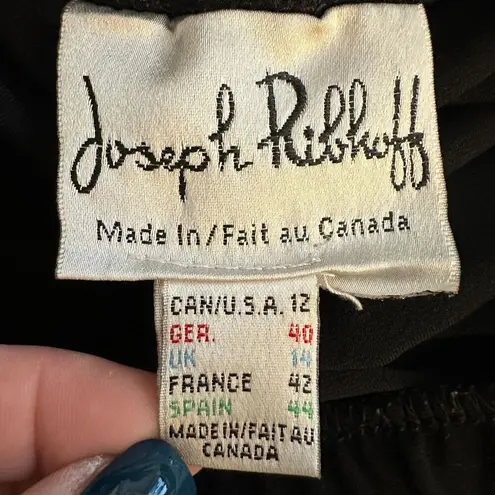 Joseph Ribkoff
Made In/Fait au Canada
CAN/U.S.A. 12
GER. 40
UK 14
FRANCE 42
SPAIN 44
MADE IN/FAIT AU
CANADA